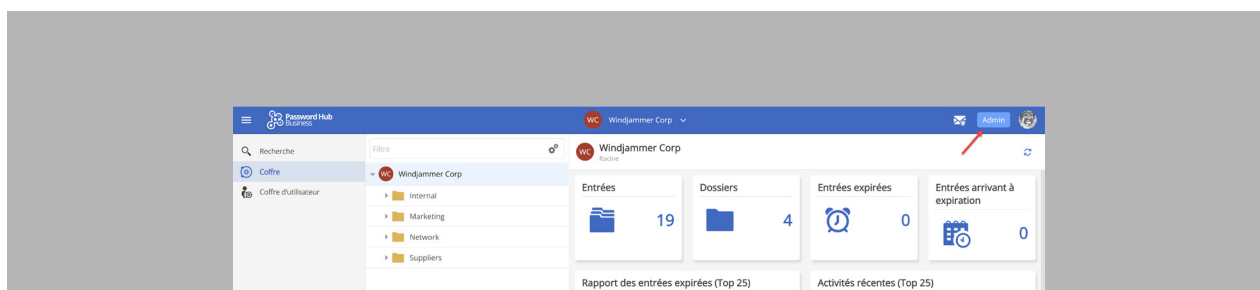 Password Hub
Business
WC Windjammer Corp
Admin
Recherche
Coffre
Coffre d'utilisateur
Filtre
WC Windjammer Corp
Internal
Marketing
Network
Suppliers
WC Windjammer Corp
Racine
Entrées
19
Dossiers
4
Entrées expirées
0
Entrées arrivant à
expiration
0
Rapport des entrées expirées (Top 25)
Activités récentes (Top 25)